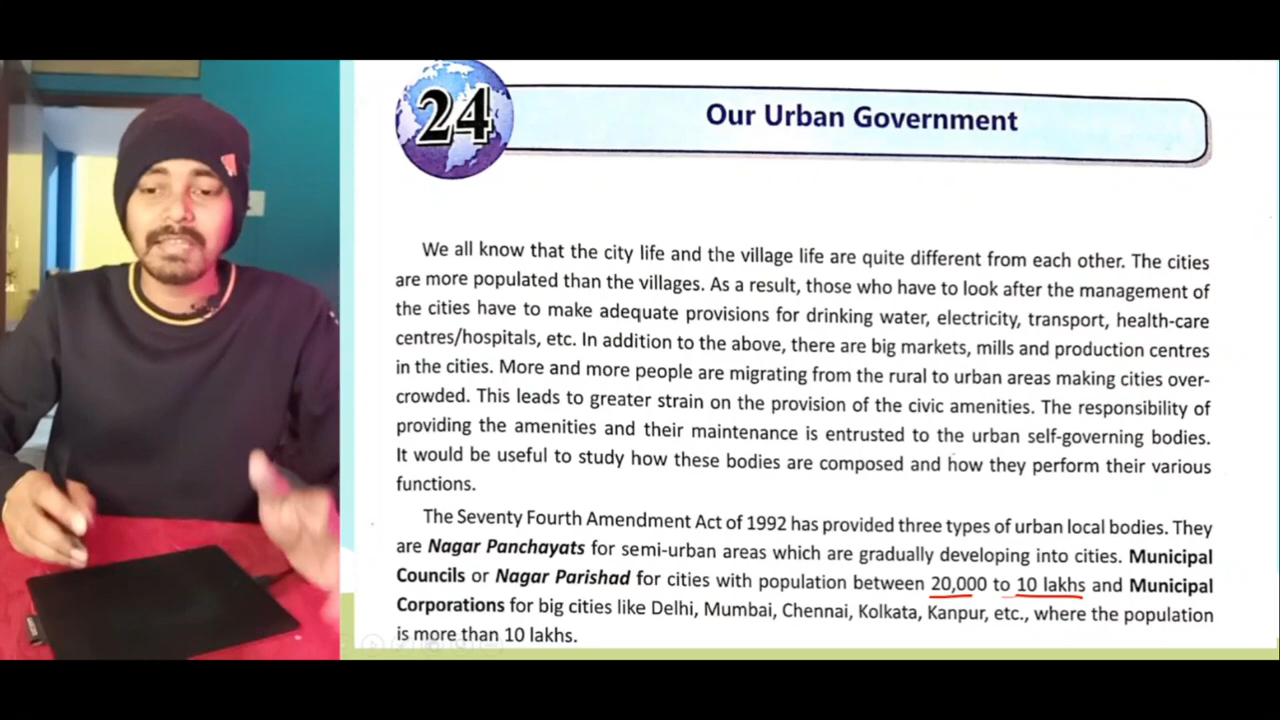 24
Our Urban Government
We all know that the city life and the village life are quite different from each other. The cities
are more populated than the villages. As a result, those who have to look after the management of
the cities have to make adequate provisions for drinking water, electricity, transport, health-care
centres/hospitals, etc. In addition to the above, there are big markets, mills and production centres
in the cities. More and more people are migrating from the rural to urban areas making cities over-
crowded. This leads to greater strain on the provision of the civic amenities. The responsibility of
providing the amenities and their maintenance is entrusted to the urban self-governing bodies.
It would be useful to study how these bodies are composed and how they perform their various
functions.
The Seventy Fourth Amendment Act of 1992 has provided three types of urban local bodies. They
are Nagar Panchayats for semi-urban areas which are gradually developing into cities. Municipal
Councils or Nagar Parishad for cities with population between 20,000 to 10 lakhs and Municipal
Corporations for big cities like Delhi, Mumbai, Chennai, Kolkata, Kanpur, etc., where the population
is more than 10 lakhs.